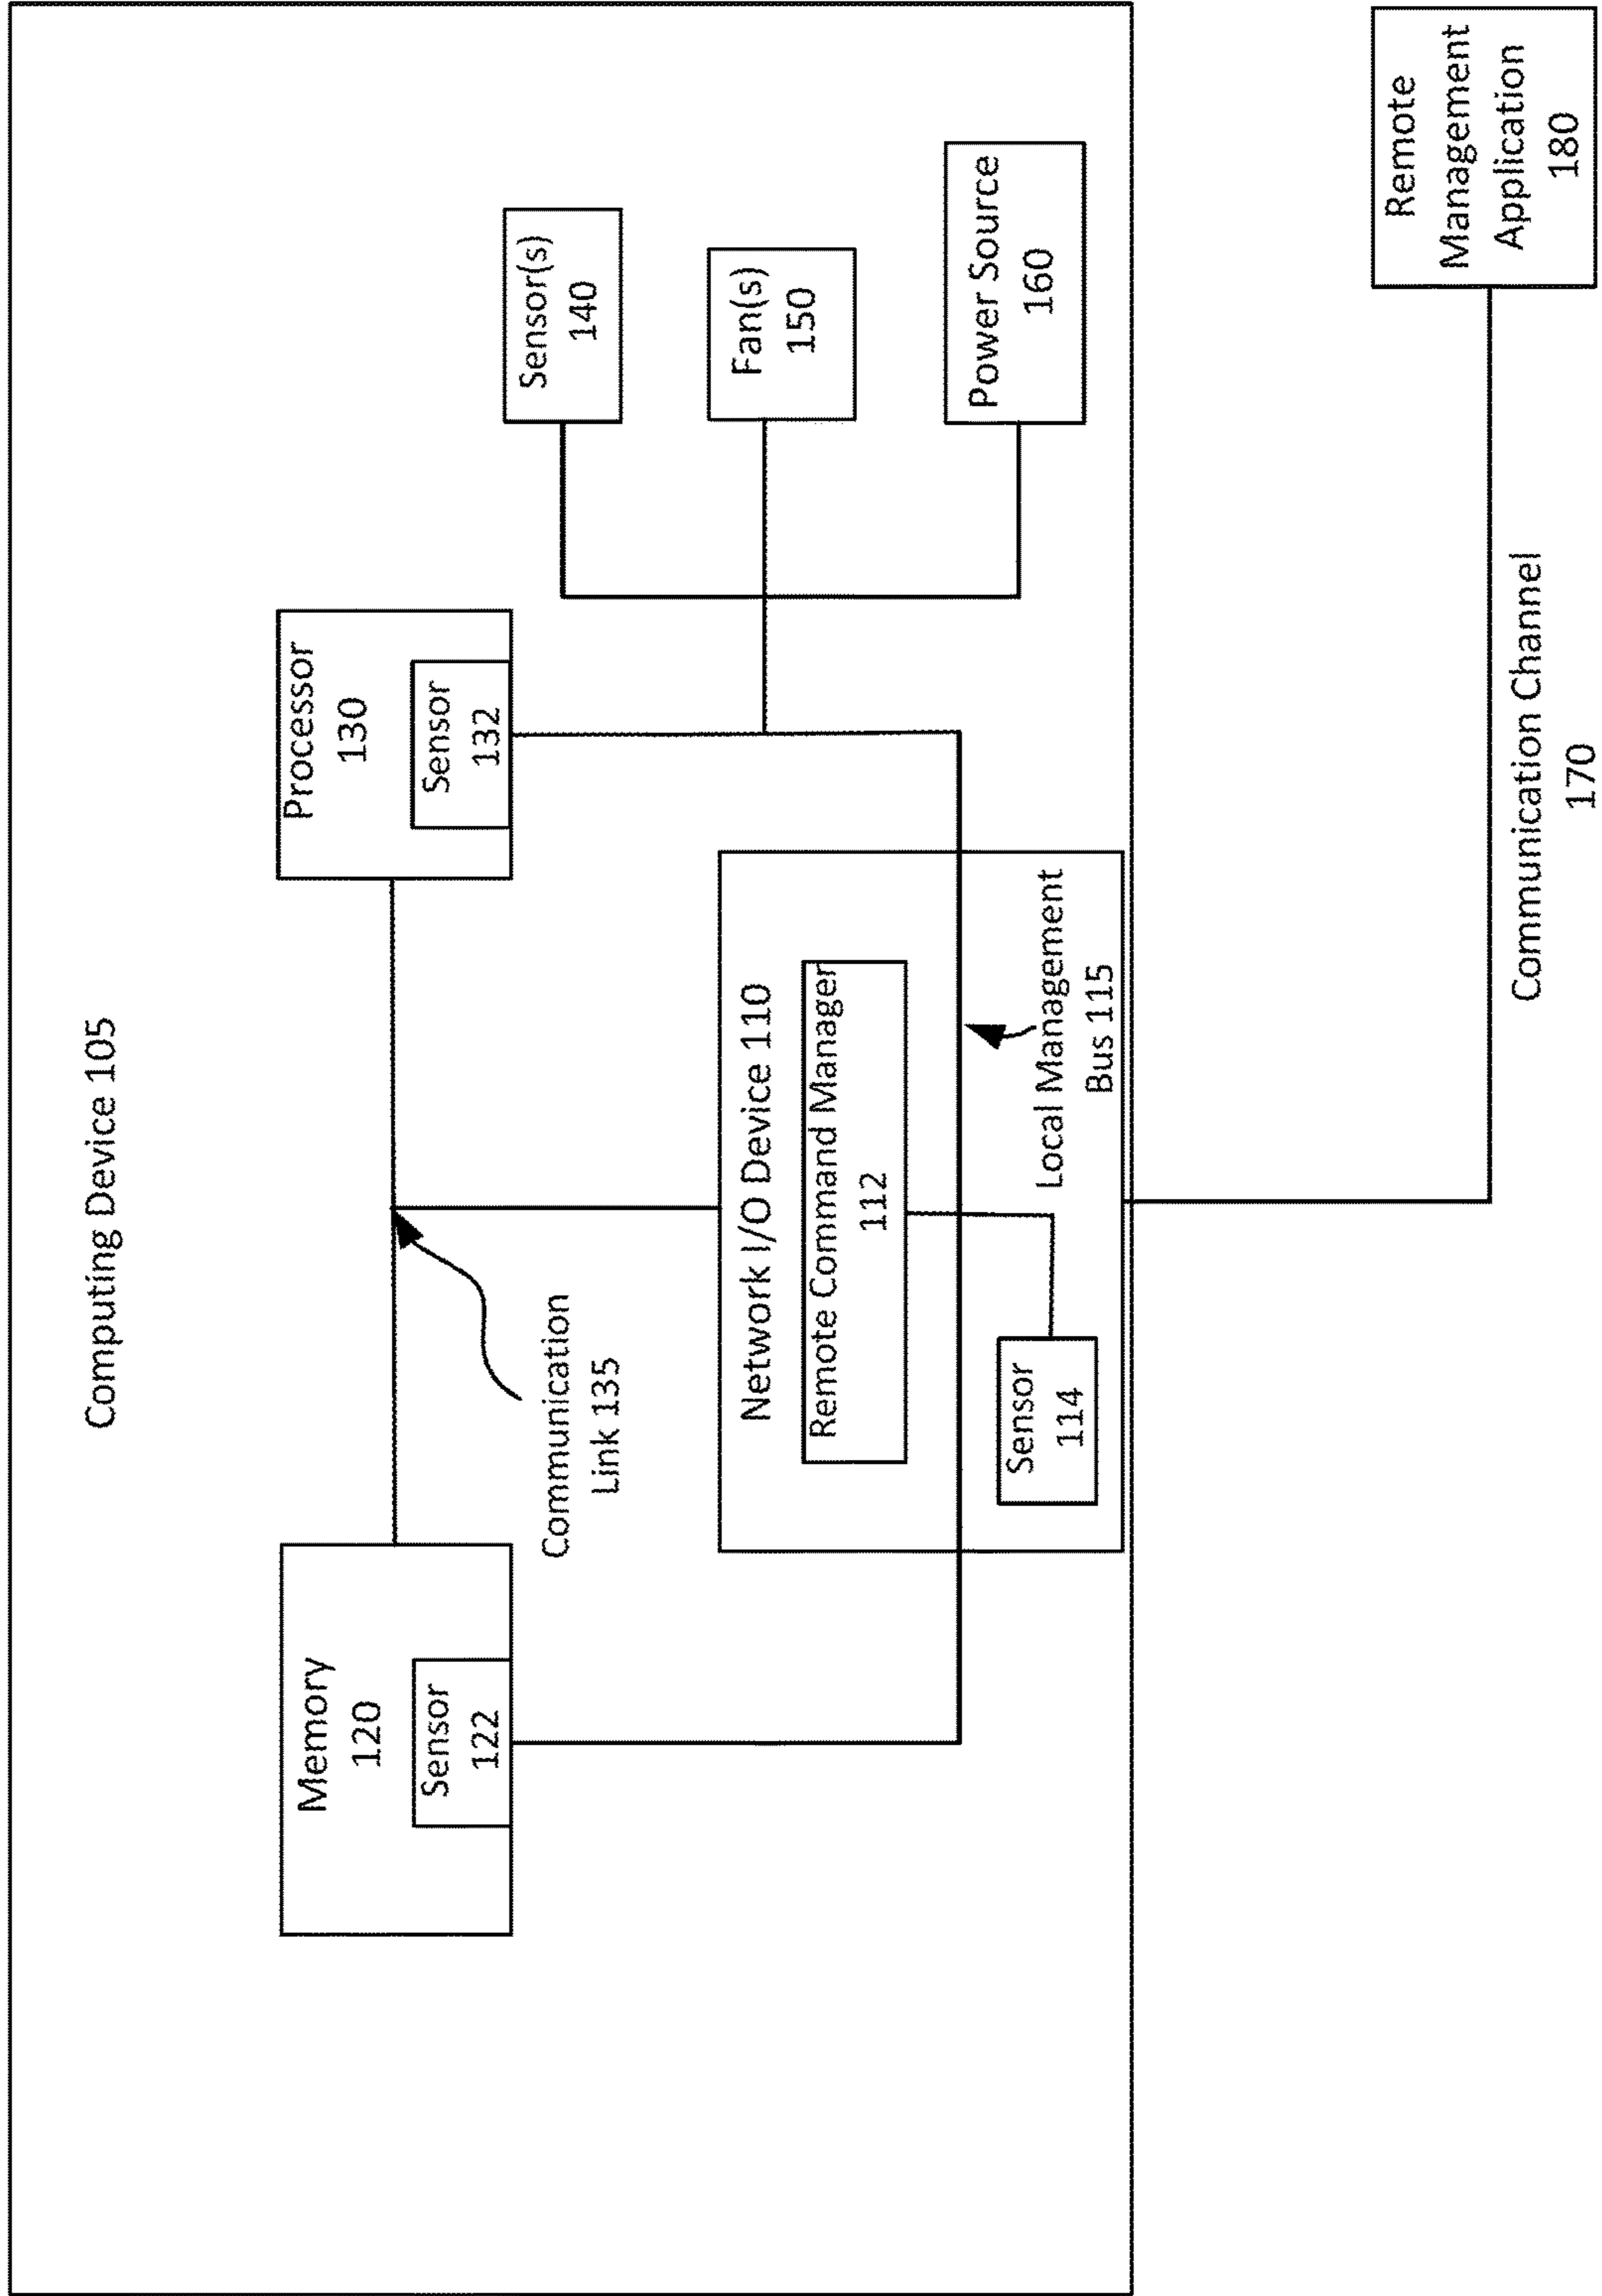 Computing Device 105
Memory
120
Sensor
122
Processor
130
Sensor
132
Communication
Link 135
Sensor(s)
140
Fan(s)
150
Power Source
160
Network I/O Device 110
Remote Command Manager
112
Sensor
114
Local Management
Bus 115
Communication Channel
170
Remote
Management
Application
180